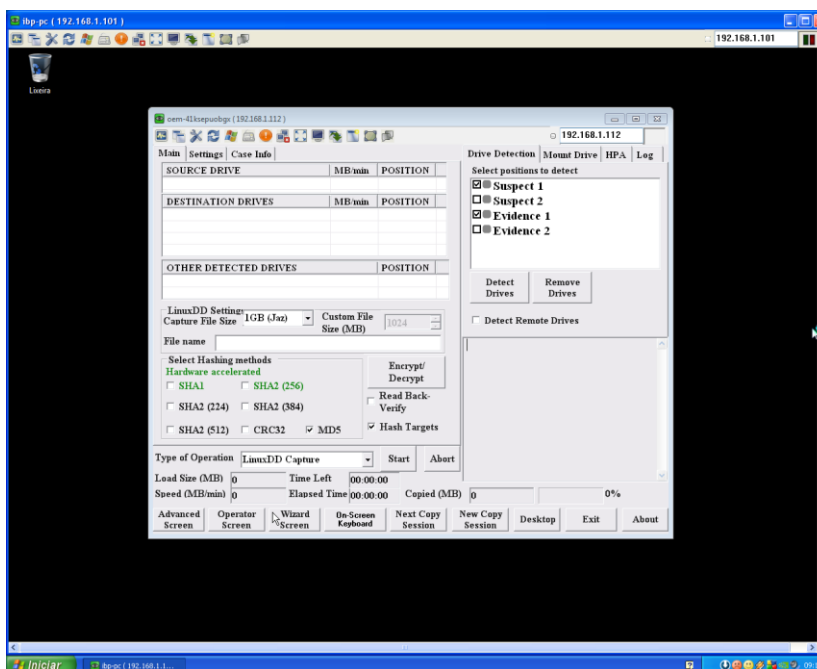 ibp-pc ( 192.168.1.101 )
192.168.1.101
Lixeira
oem-41ksepuobgs ( 192.168.1.112 )
192.168.1.112
Main Settings Case Info
Drive Detection Mount Drive HPA Log
SOURCE DRIVE MB/min POSITION
DESTINATION DRIVES MB/min POSITION
OTHER DETECTED DRIVES POSITION
Select positions to detect
Suspect 1
Suspect 2
Evidence 1
Evidence 2
Detect
Drives
Remove
Drives
Detect Remote Drives
LinuxDD Settings
Capture File Size 1GB (Jaz)
Custom File
Size (MB)
1024
File name
Select Hashing methods
Hardware accelerated
SHA1 SHA2 (256)
SHA2 (224) SHA2 (384)
SHA2 (512) CRC32 MD5
Encrypt/
Decrypt
Read Back-
Verify
Hash Targets
Type of Operation LinuxDD Capture Start Abort
Load Size (MB) 0 Time Left 00:00:00
Speed (MB/min) 0 Elapsed Time 00:00:00 Copied (MB) 0 0%
Advanced
Screen
Operator
Screen
Wizard
Screen
On-Screen
Keyboard
Next Copy
Session
New Copy
Session
Desktop
Exit
About
Iniciar
ibp-pc ( 192.168.1.1...